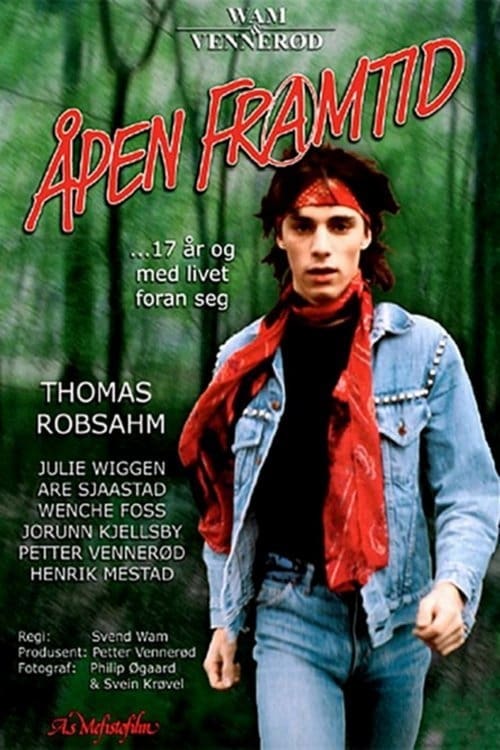 WAM
&
VENNERØD
ÅPEN FRAMTID
...17 år og
med livet
foran seg
THOMAS
ROBSAHM
JULIE WIGGEN
ARE SJAASTAD
WENCHE FOSS
JORUNN KJELLSBY
PETTER VENNERØD
HENRIK MESTAD
Regi: Svend Wam
Produsent: Petter Vennerød
Fotograf: Philip Øgaard
& Svein Krøvel
As Mefistofilm